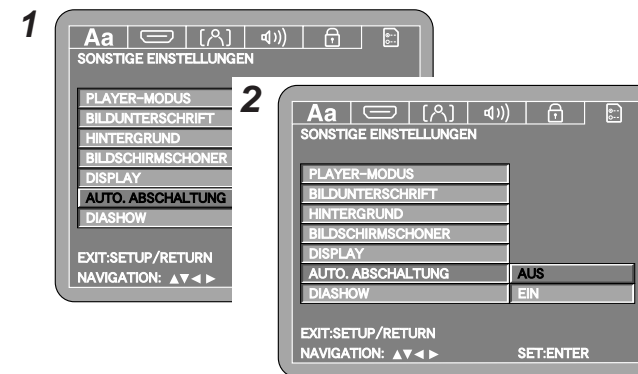 1
Aa
SONSTIGE EINSTELLUNGEN
PLAYER-MODUS
BILDUNTERSCHRIFT
HINTERGRUND
BILDSCHIRMSCHONER
DISPLAY
AUTO. ABSCHALTUNG
DIASHOW
EXIT:SETUP/RETURN
NAVIGATION: ▲▼◄ ►
2
Aa
SONSTIGE EINSTELLUNGEN
PLAYER-MODUS
BILDUNTERSCHRIFT
HINTERGRUND
BILDSCHIRMSCHONER
DISPLAY
AUTO. ABSCHALTUNG AUS
DIASHOW EIN
EXIT:SETUP/RETURN
NAVIGATION: ▲▼◄ ► SET:ENTER